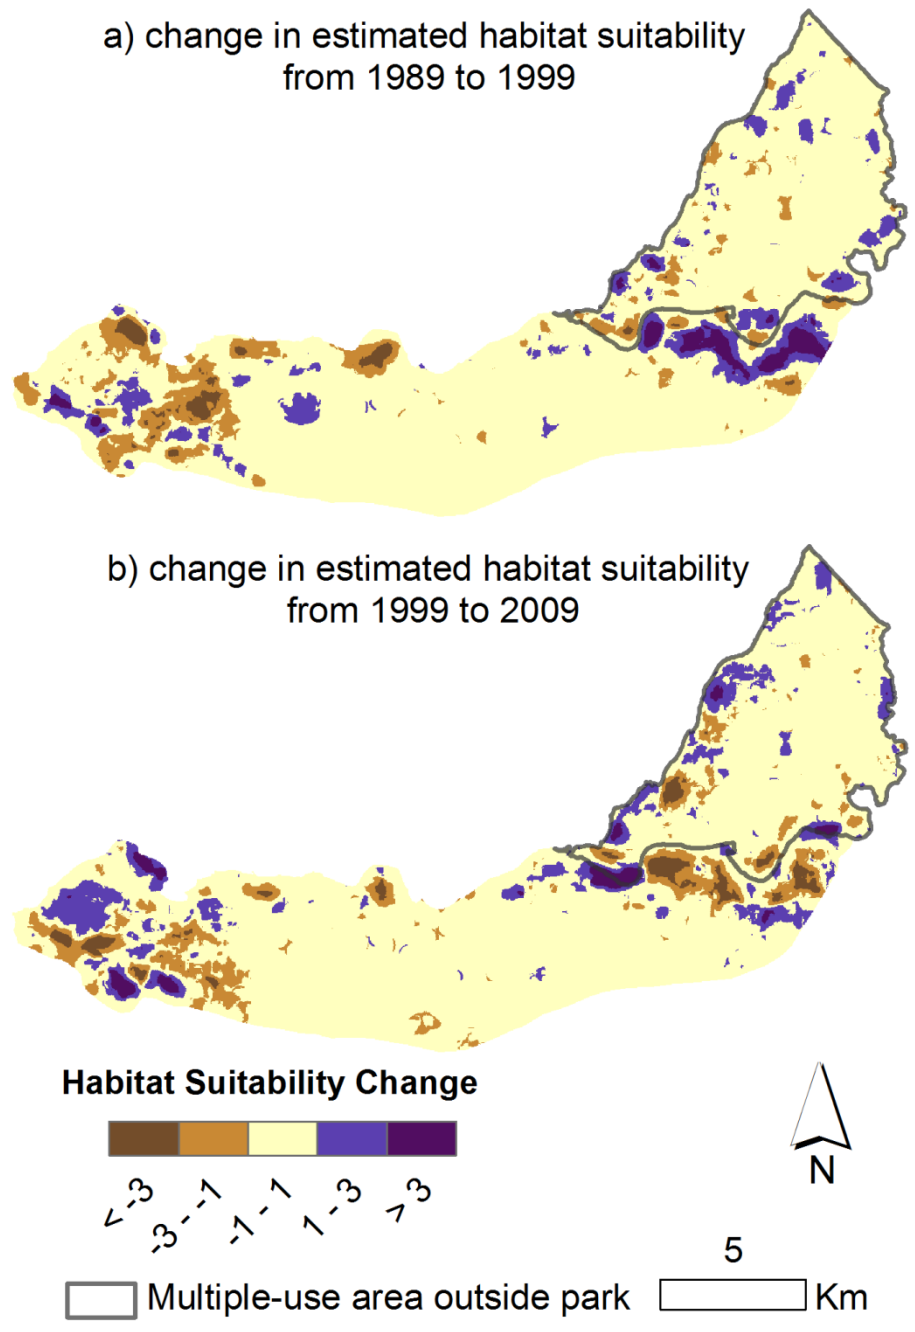 a) change in estimated habitat suitability
from 1989 to 1999
b) change in estimated habitat suitability
from 1999 to 2009
Habitat Suitability Change
< -3
-3 - -1
-1 - 1
1 - 3
> 3
N
5
Multiple-use area outside park
Km